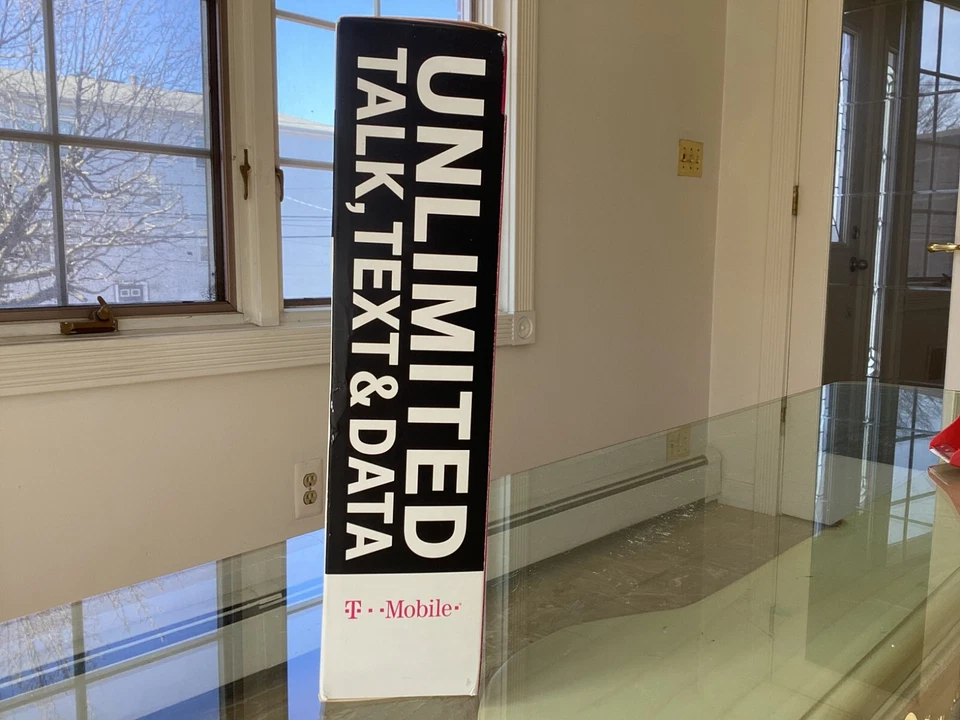 UNLIMITED
TALK, TEXT & DATA
T··Mobile·